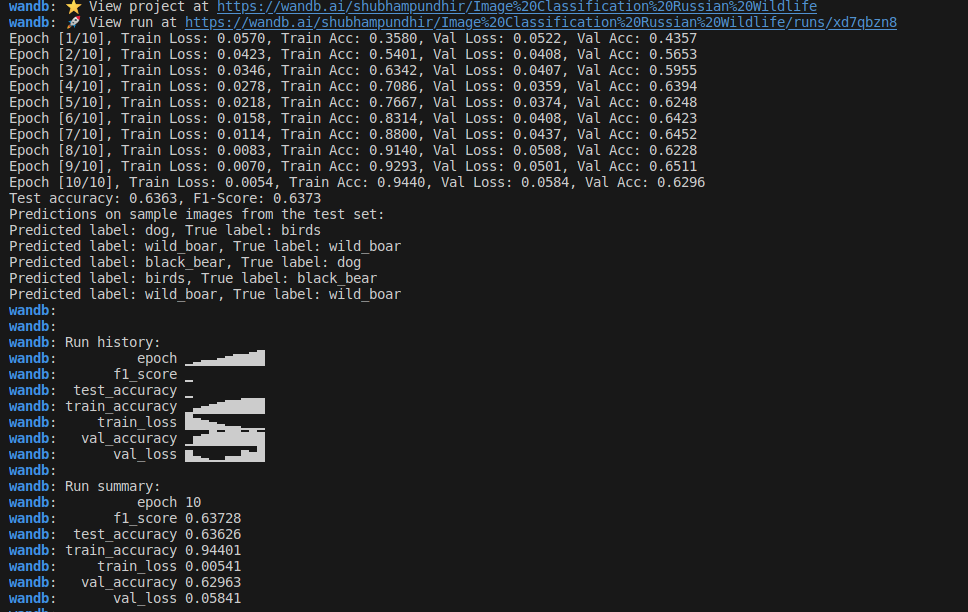 wandb: ⭐ View project at https://wandb.ai/shubhampundhir/Image%20Classification%20Russian%20Wildlife
wandb: 🚀 View run at https://wandb.ai/shubhampundhir/Image%20Classification%20Russian%20Wildlife/runs/xd7qbzn8
Epoch [1/10], Train Loss: 0.0570, Train Acc: 0.3580, Val Loss: 0.0522, Val Acc: 0.4357
Epoch [2/10], Train Loss: 0.0423, Train Acc: 0.5401, Val Loss: 0.0408, Val Acc: 0.5653
Epoch [3/10], Train Loss: 0.0346, Train Acc: 0.6342, Val Loss: 0.0407, Val Acc: 0.5955
Epoch [4/10], Train Loss: 0.0278, Train Acc: 0.7086, Val Loss: 0.0359, Val Acc: 0.6394
Epoch [5/10], Train Loss: 0.0218, Train Acc: 0.7667, Val Loss: 0.0374, Val Acc: 0.6248
Epoch [6/10], Train Loss: 0.0158, Train Acc: 0.8314, Val Loss: 0.0408, Val Acc: 0.6423
Epoch [7/10], Train Loss: 0.0114, Train Acc: 0.8800, Val Loss: 0.0437, Val Acc: 0.6452
Epoch [8/10], Train Loss: 0.0083, Train Acc: 0.9140, Val Loss: 0.0508, Val Acc: 0.6228
Epoch [9/10], Train Loss: 0.0070, Train Acc: 0.9293, Val Loss: 0.0501, Val Acc: 0.6511
Epoch [10/10], Train Loss: 0.0054, Train Acc: 0.9440, Val Loss: 0.0584, Val Acc: 0.6296
Test accuracy: 0.6363, F1-Score: 0.6373
Predictions on sample images from the test set:
Predicted label: dog, True label: birds
Predicted label: wild_boar, True label: wild_boar
Predicted label: black_bear, True label: dog
Predicted label: birds, True label: black_bear
Predicted label: wild_boar, True label: wild_boar
wandb:
wandb:
wandb: Run history:
wandb: epoch
wandb: f1_score
wandb: test_accuracy
wandb: train_accuracy
wandb: train_loss
wandb: val_accuracy
wandb: val_loss
wandb:
wandb: Run summary:
wandb: epoch 10
wandb: f1_score 0.63728
wandb: test_accuracy 0.63626
wandb: train_accuracy 0.94401
wandb: train_loss 0.00541
wandb: val_accuracy 0.62963
wandb: val_loss 0.05841